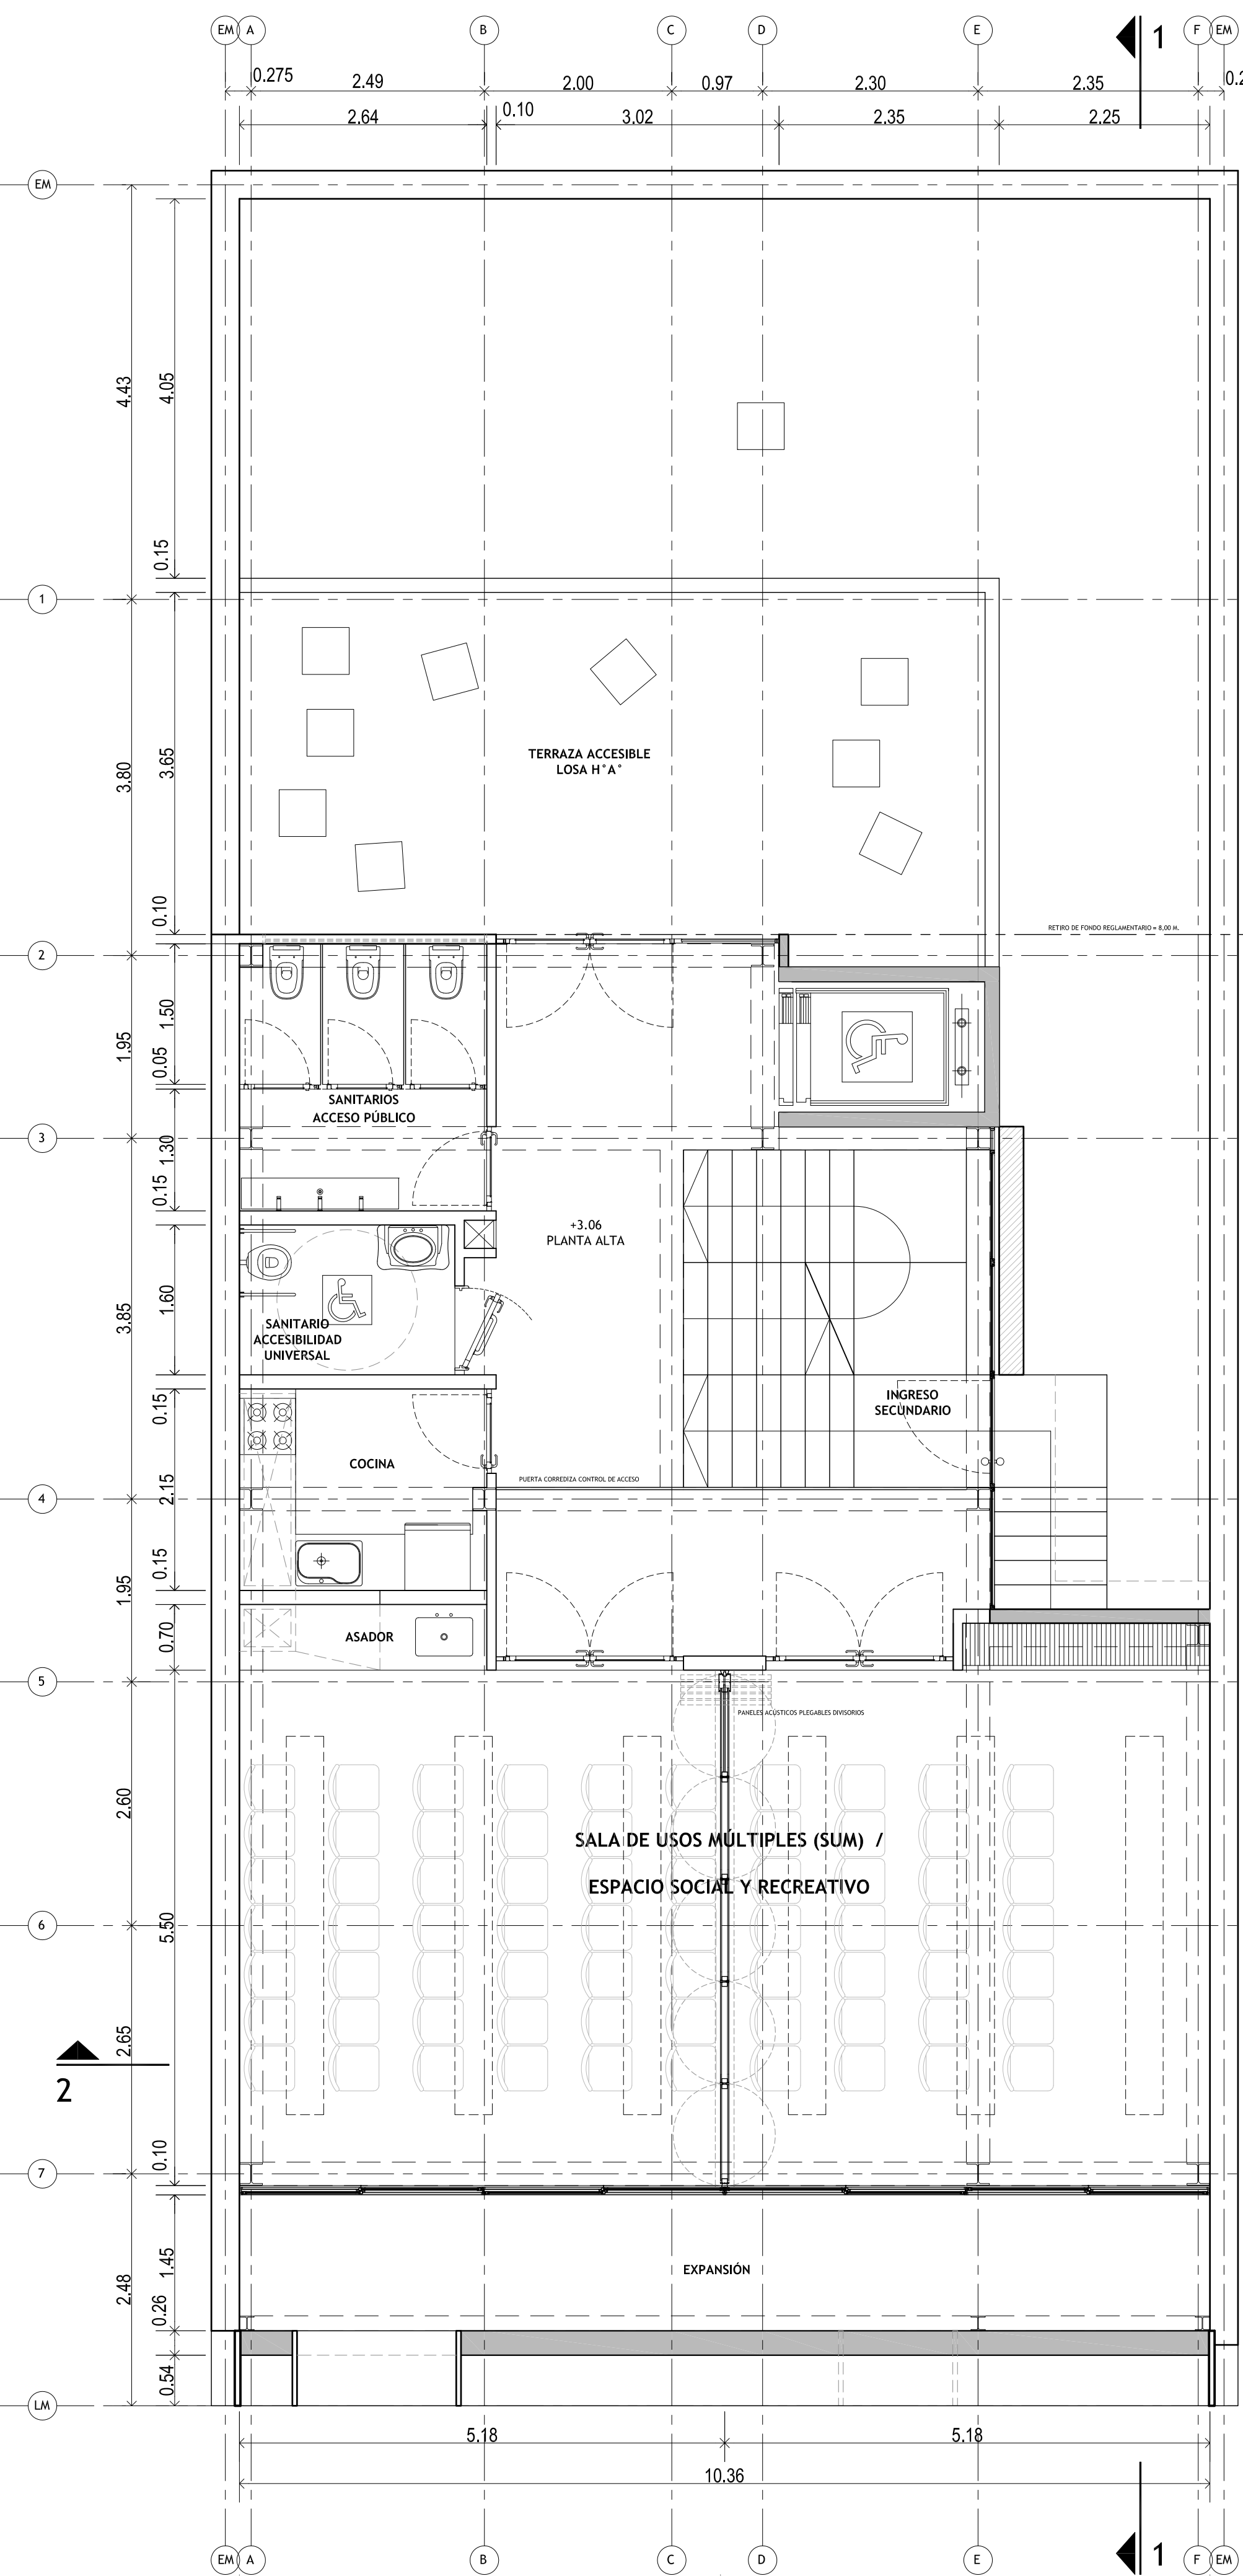 EM A B C D E F EM
1
0.275 2.49 2.00 0.97 2.30 2.35
2.64 0.10 3.02 2.35 2.25
EM
4.43 4.05
0.15
1
3.80 3.65
TERRAZA ACCESIBLE
LOSA H°A°
0.10
RETIRO DE FONDO REGLAMENTARIO = 8,00 M.
2
1.95 1.50
0.05
SANITARIOS
ACCESO PÚBLICO
3
1.30
0.15
+3.06
PLANTA ALTA
3.85 1.60
SANITARIO
ACCESIBILIDAD
UNIVERSAL
0.15
INGRESO
SECUNDARIO
COCINA
PUERTA CORREDIZA CONTROL DE ACCESO
4
2.15
1.95 0.15
0.70
ASADOR
5
PANELES ACÚSTICOS PLEGABLES DIVISORIOS
2.60
SALA DE USOS MÚLTIPLES (SUM) /
ESPACIO SOCIAL Y RECREATIVO
6
5.50
2.65
2
0.10
7
1.45
EXPANSIÓN
2.48 0.26
0.54
LM
5.18 5.18
10.36
EM A B C D E F EM
1